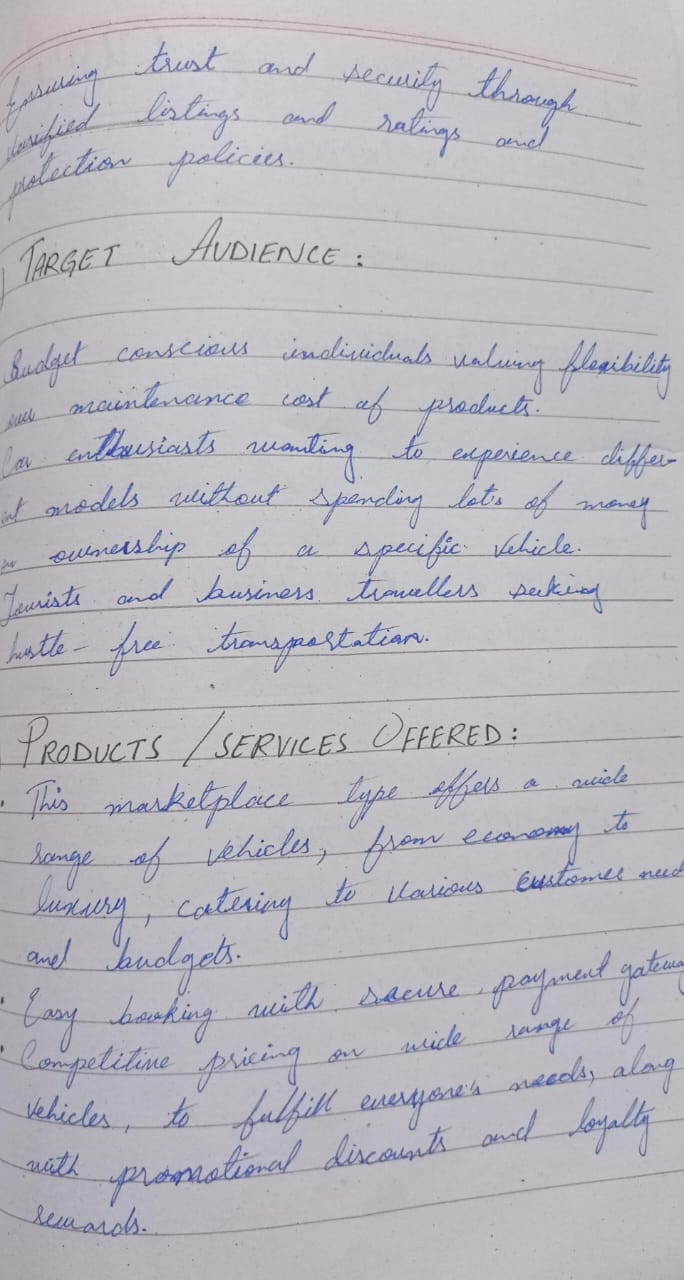 Ensuring trust and security through
verified listings and ratings and
protection policies.
TARGET AUDIENCE :
Budget conscious individuals valuing flexibility
over maintenance cost of products.
Car enthusiasts wanting to experience differ-
ent models without spending lot's of money
on ownership of a specific vehicle.
Tourists and business travellers seeking
hustle- free transportation.
PRODUCTS / SERVICES OFFERED :
• This marketplace type offers a wide
range of vehicles, from economy to
luxury, catering to various customer need
and budgets.
• Easy booking with secure payment gateway
• Competitive pricing on wide range of
vehicles, to fulfill everyone's needs, along
with promotional discounts and loyalty
rewards.